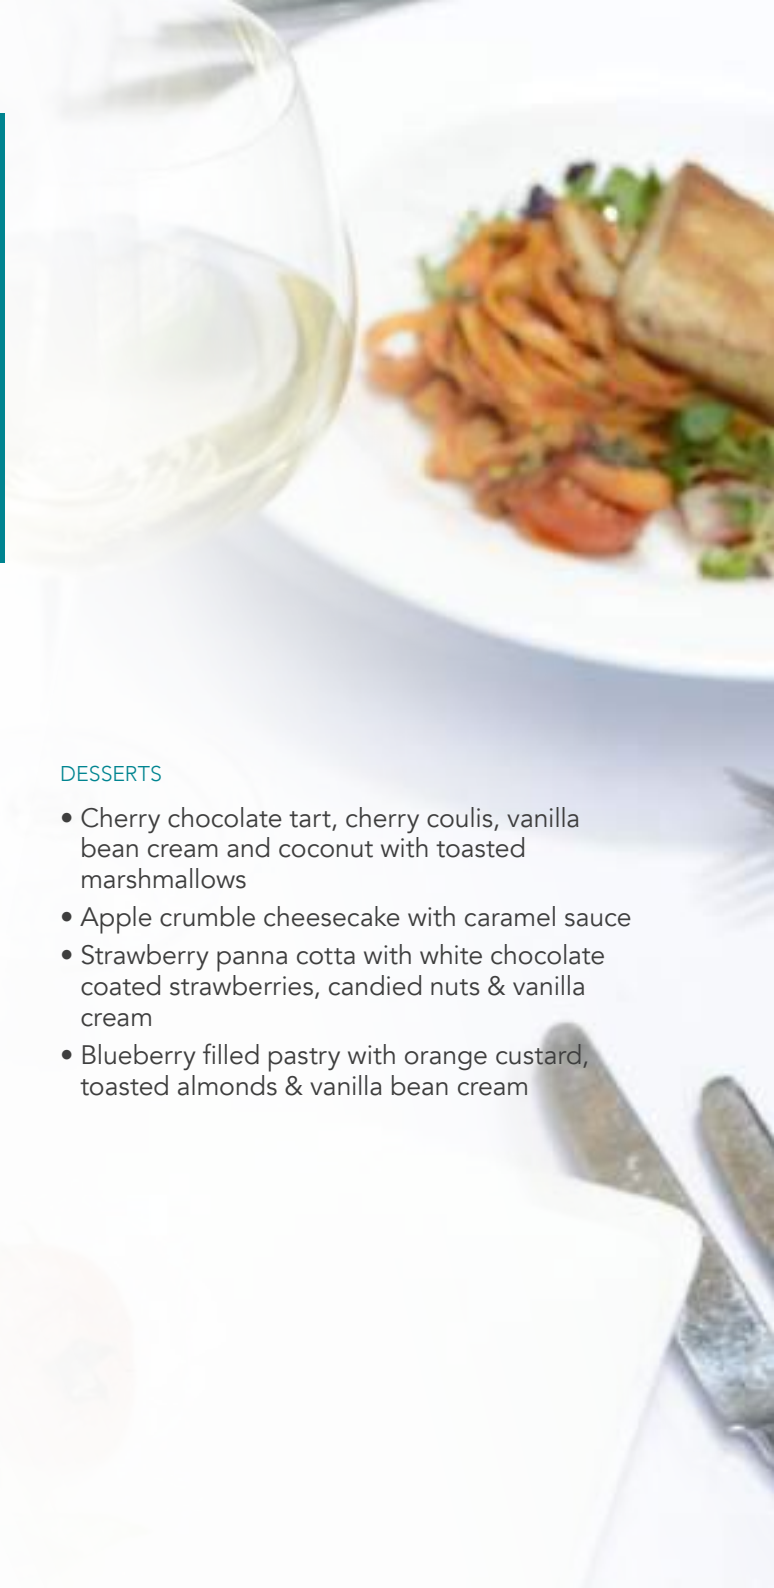 DESSERTS
• Cherry chocolate tart, cherry coulis, vanilla
bean cream and coconut with toasted
marshmallows
• Apple crumble cheesecake with caramel sauce
• Strawberry panna cotta with white chocolate
coated strawberries, candied nuts & vanilla
cream
• Blueberry filled pastry with orange custard,
toasted almonds & vanilla bean cream